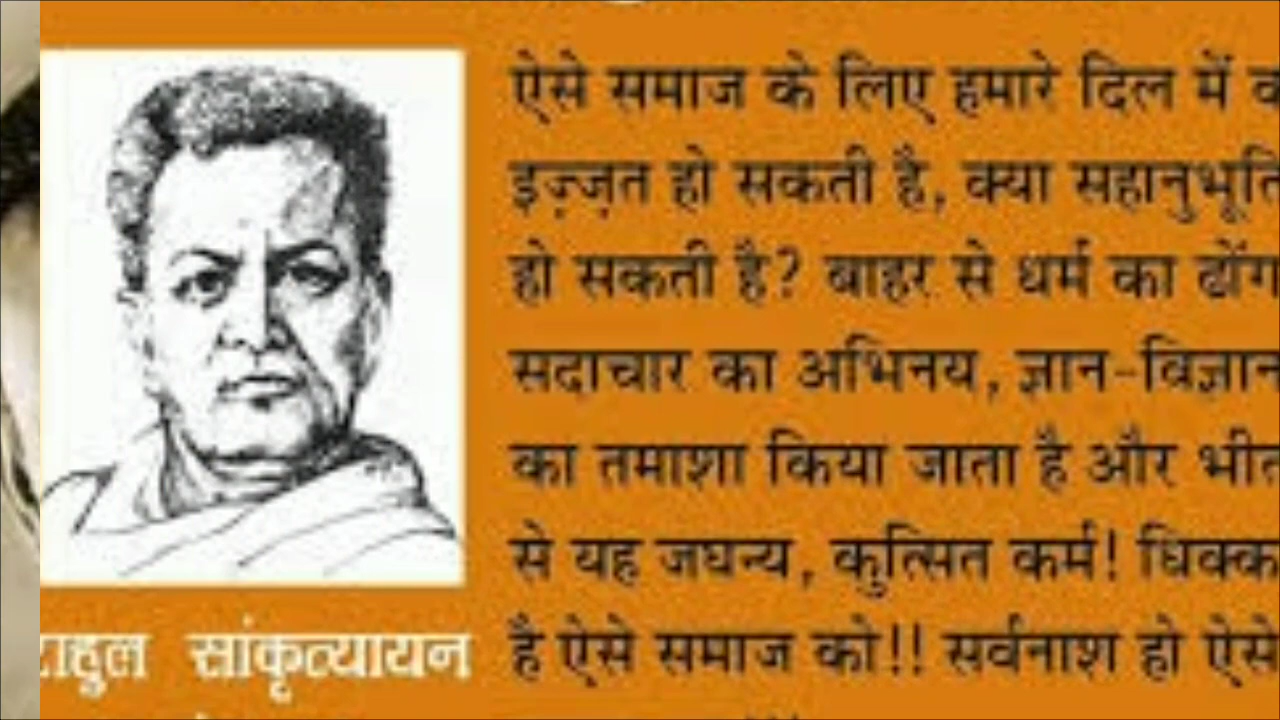 ऐसे समाज के लिए हमारे दिल में
इज़्ज़त हो सकती है, क्या सहानुभूति
हो सकती है? बाहर से धर्म का ढोंग
सदाचार का अभिनय, ज्ञान-विज्ञान
का तमाशा किया जाता है और
से यह जघन्य, कुत्सित कर्म!
है ऐसे समाज को!! सर्वनाश हो ऐसे
सांकृत्यायन